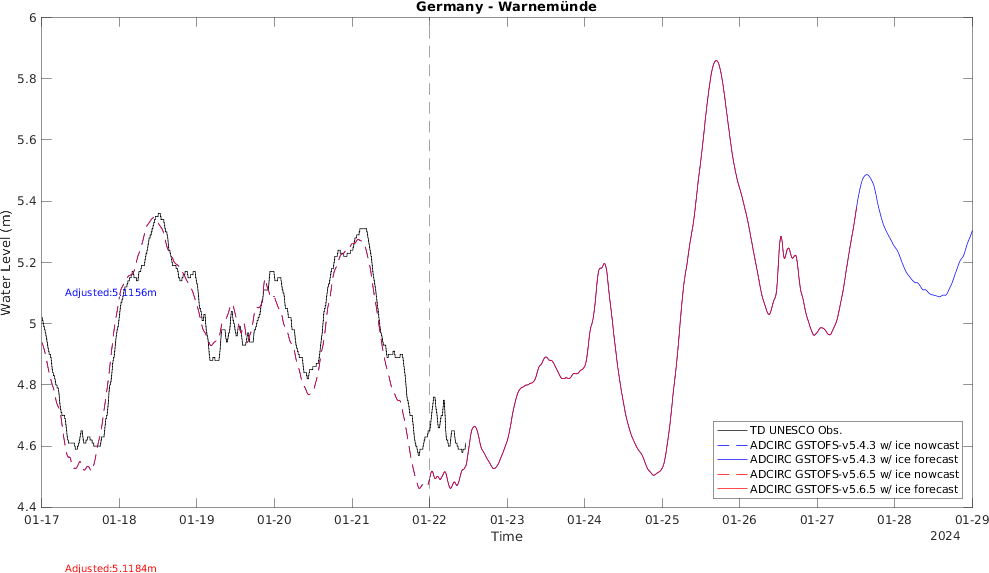 Germany - Warnemünde
6
5.8
5.6
5.4
5.2
5
4.8
4.6
4.4
Water Level (m)
Adjusted:5.1156m
TD UNESCO Obs.
ADCIRC GSTOFS-v5.4.3 w/ ice nowcast
ADCIRC GSTOFS-v5.4.3 w/ ice forecast
ADCIRC GSTOFS-v5.6.5 w/ ice nowcast
ADCIRC GSTOFS-v5.6.5 w/ ice forecast
01-17 01-18 01-19 01-20 01-21 01-22 01-23 01-24 01-25 01-26 01-27 01-28 01-29
Time
2024
Adjusted:5.1184m